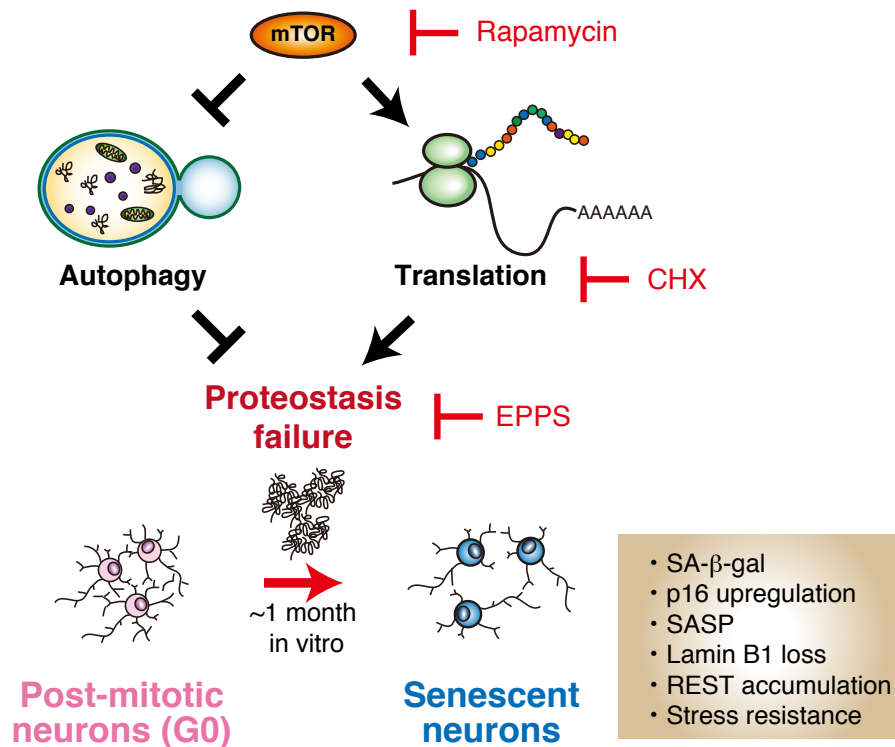 mTOR
Rapamycin
AAAAAA
Autophagy
Translation
CHX
Proteostasis
failure
EPPS
~1 month
in vitro
Post-mitotic
neurons (G0)
Senescent
neurons
・SA-β-gal
・p16 upregulation
・SASP
・Lamin B1 loss
・REST accumulation
・Stress resistance